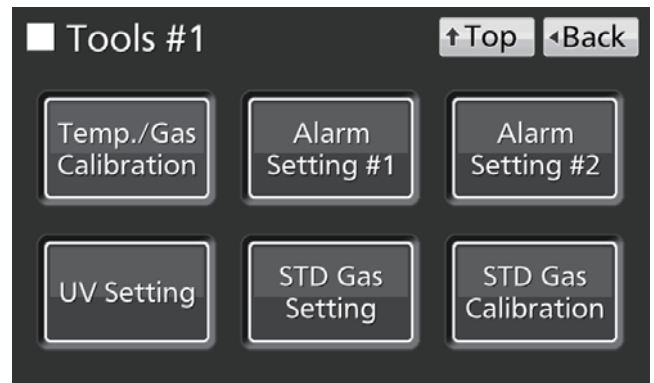 Tools #1
Top
Back
Temp./Gas
Calibration
Alarm
Setting #1
Alarm
Setting #2
UV Setting
STD Gas
Setting
STD Gas
Calibration